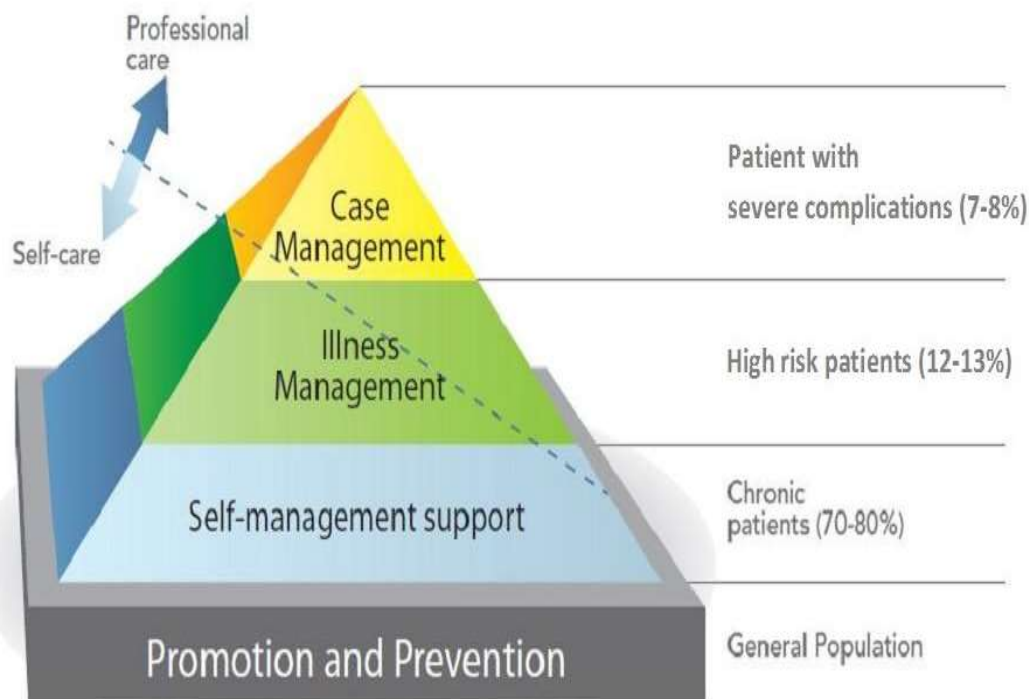 Professional
care
Self-care
Case
Management
Patient with
severe complications (7-8%)
Illness
Management
High risk patients (12-13%)
Self-management support
Chronic
patients (70-80%)
Promotion and Prevention
General Population